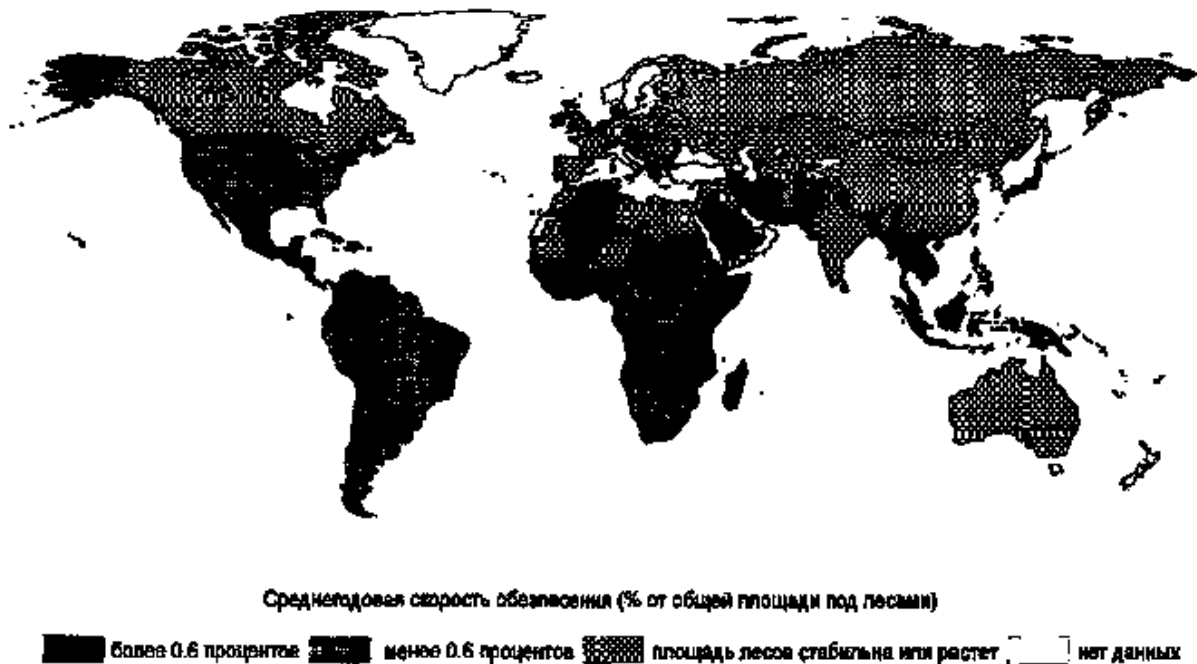 Среднегодовая скорость обезлесения (% от общей площади под лесами)
более 0.6 процентов менее 0.6 процентов площадь лесов стабильна или растет нет данных